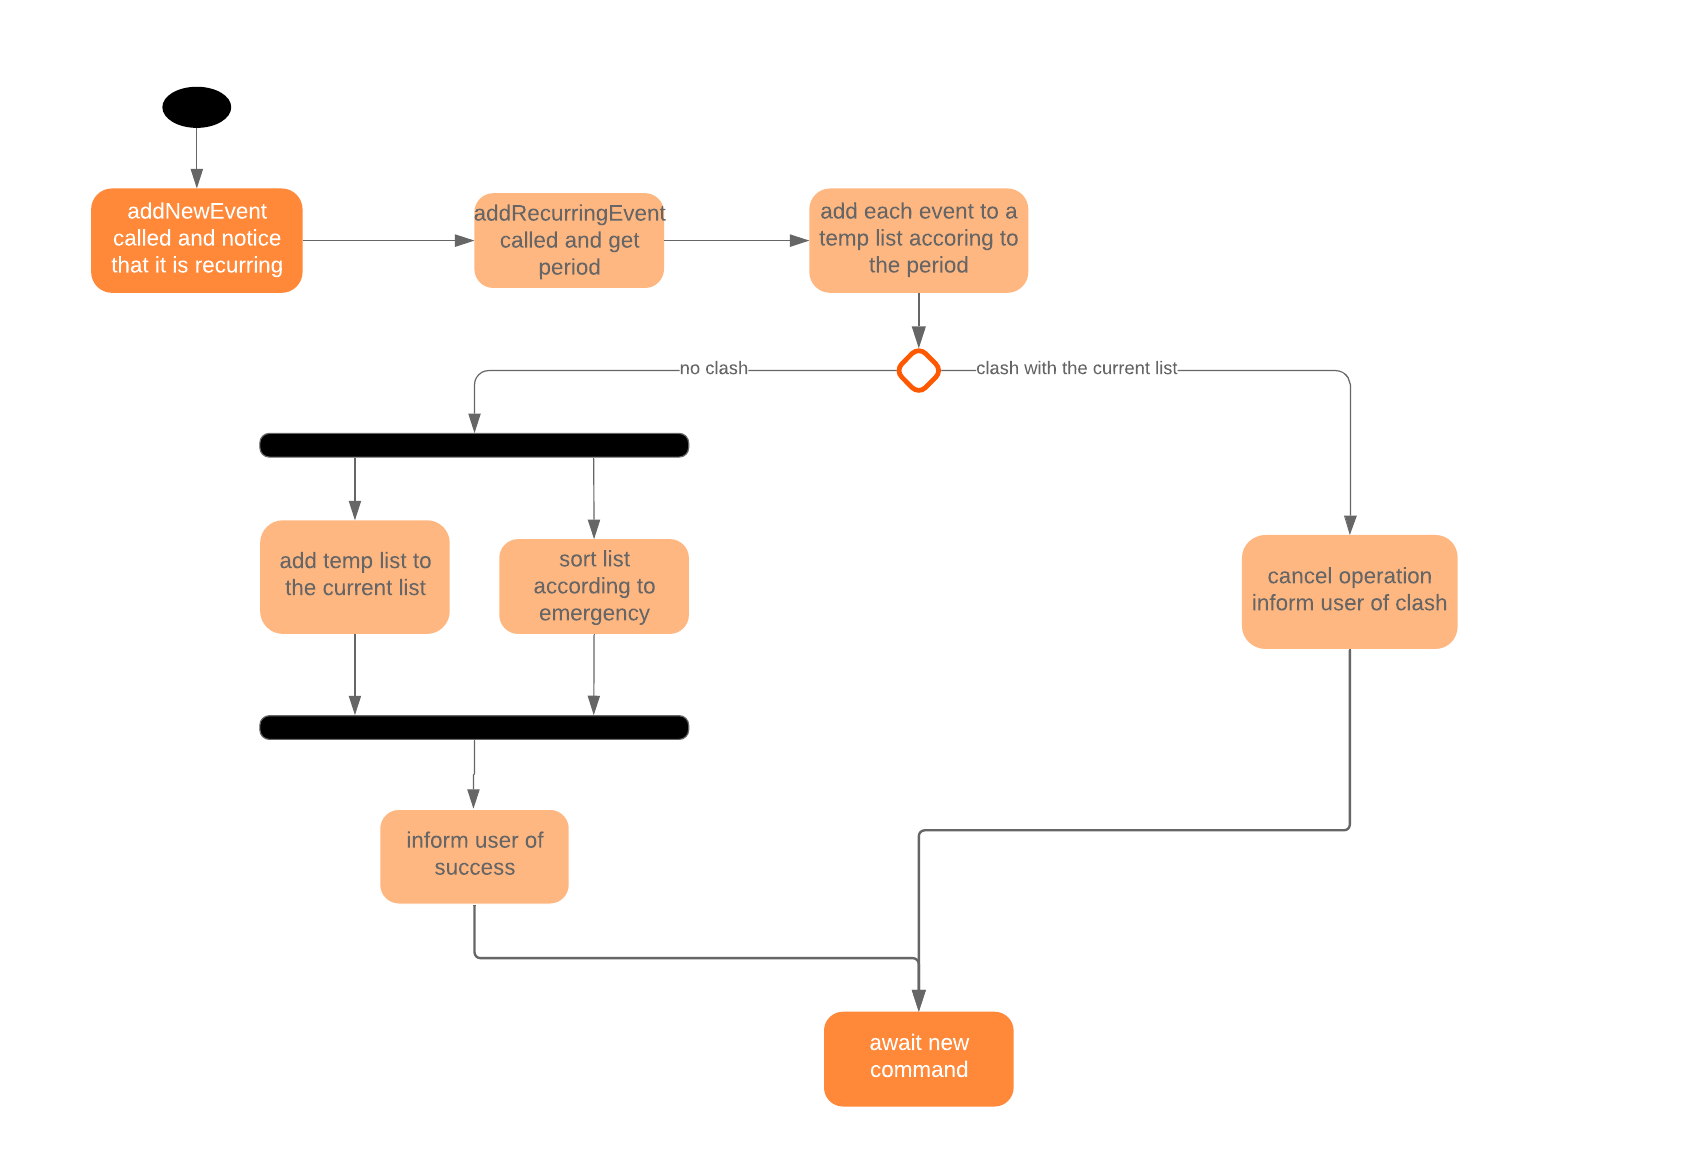 addNewEvent
called and notice
that it is recurring
addRecurringEvent
called and get
period
add each event to a
temp list accoring to
the period
no clash
clash with the current list
add temp list to
the current list
sort list
according to
emergency
cancel operation
inform user of clash
inform user of
success
await new
command